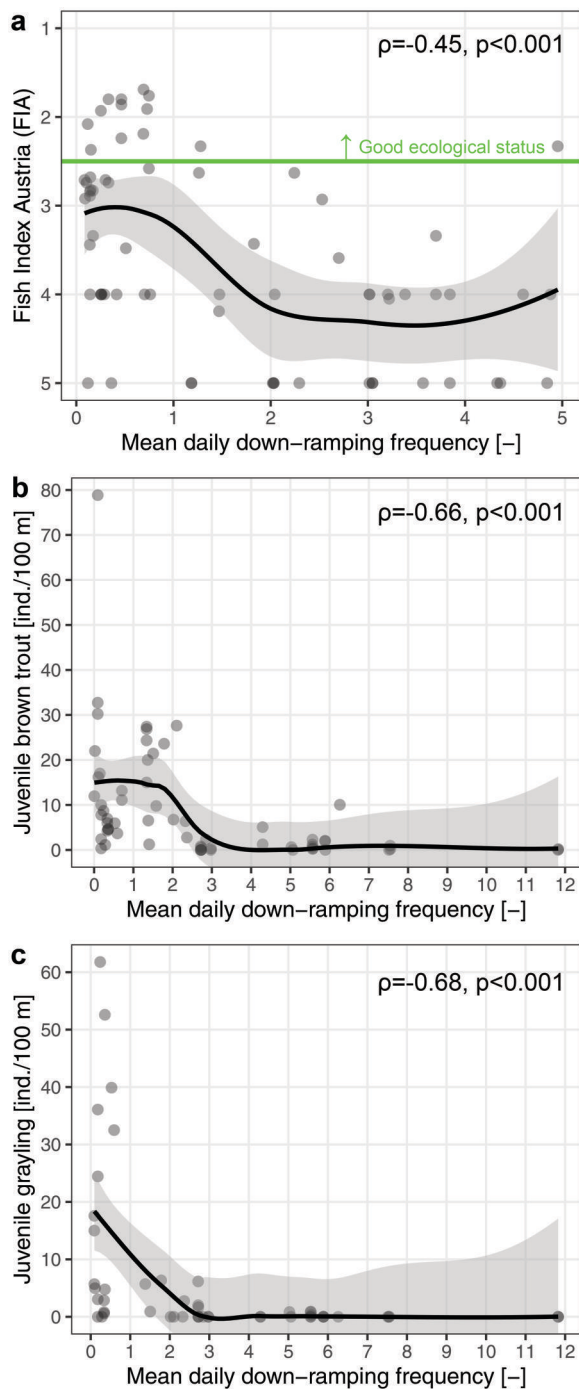 a
ρ=-0.45, p<0.001
↑ Good ecological status
Fish Index Austria (FIA)
1
2
3
4
5
0 1 2 3 4 5
Mean daily down−ramping frequency [−]
b
ρ=-0.66, p<0.001
Juvenile brown trout [ind./100 m]
80
70
60
50
40
30
20
10
0
0 1 2 3 4 5 6 7 8 9 10 11 12
Mean daily down−ramping frequency [−]
c
ρ=-0.68, p<0.001
Juvenile grayling [ind./100 m]
60
50
40
30
20
10
0
0 1 2 3 4 5 6 7 8 9 10 11 12
Mean daily down−ramping frequency [−]